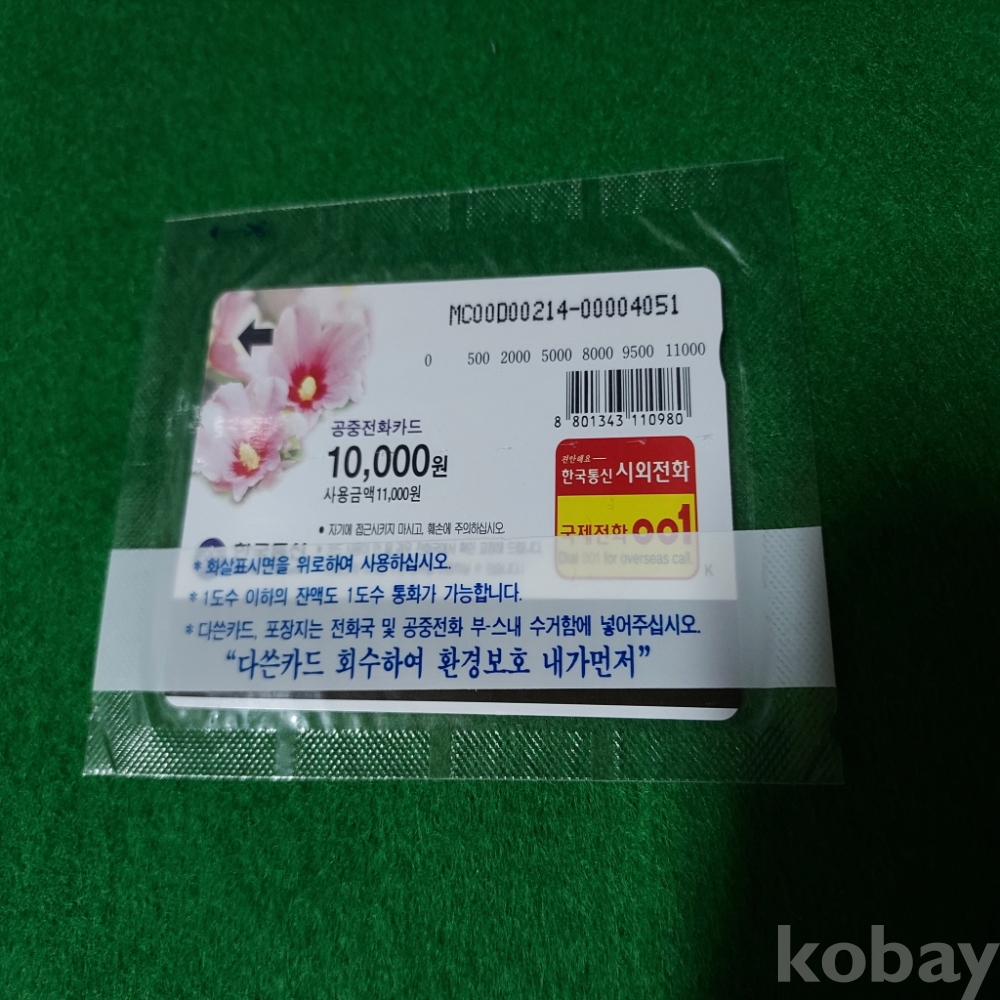 MC00D00214-00004051
0 500 2000 5000 8000 9500 11000
8 801343 110980
공중전화카드
10,000원
사용금액11,000원
편안해요
한국통신 시외전화
• 자기에 접근시키지 마시고, 훼손에 주의하십시오.
국제전화 001
한국통신
Dial 001 for overseas call.
K
* 화살표시면을 위로하여 사용하십시오.
* 1도수 이하의 잔액도 1도수 통화가 가능합니다.
* 다쓴카드, 포장지는 전화국 및 공중전화 부-스내 수거함에 넣어주십시오.
“다쓴카드 회수하여 환경보호 내가먼저”
kobay